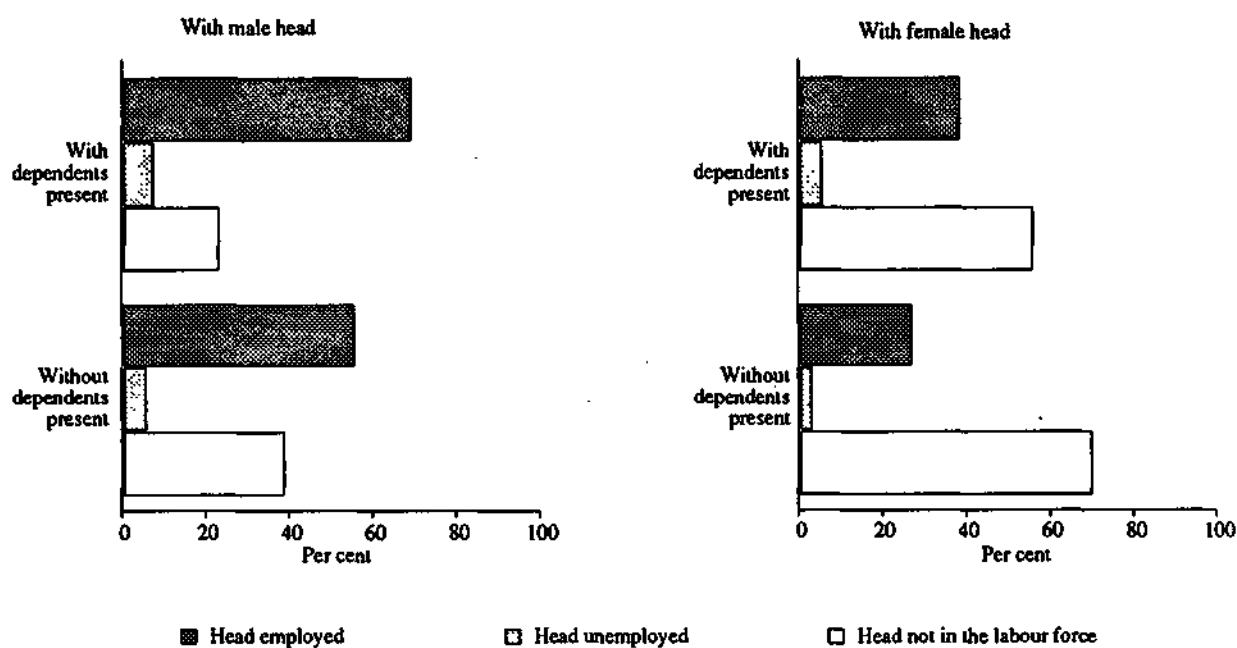 With male head
With
dependents
present
Without
dependents
present
0 20 40 60 80 100
Per cent
With female head
With
dependents
present
Without
dependents
present
0 20 40 60 80 100
Per cent
Head employed Head unemployed Head not in the labour force